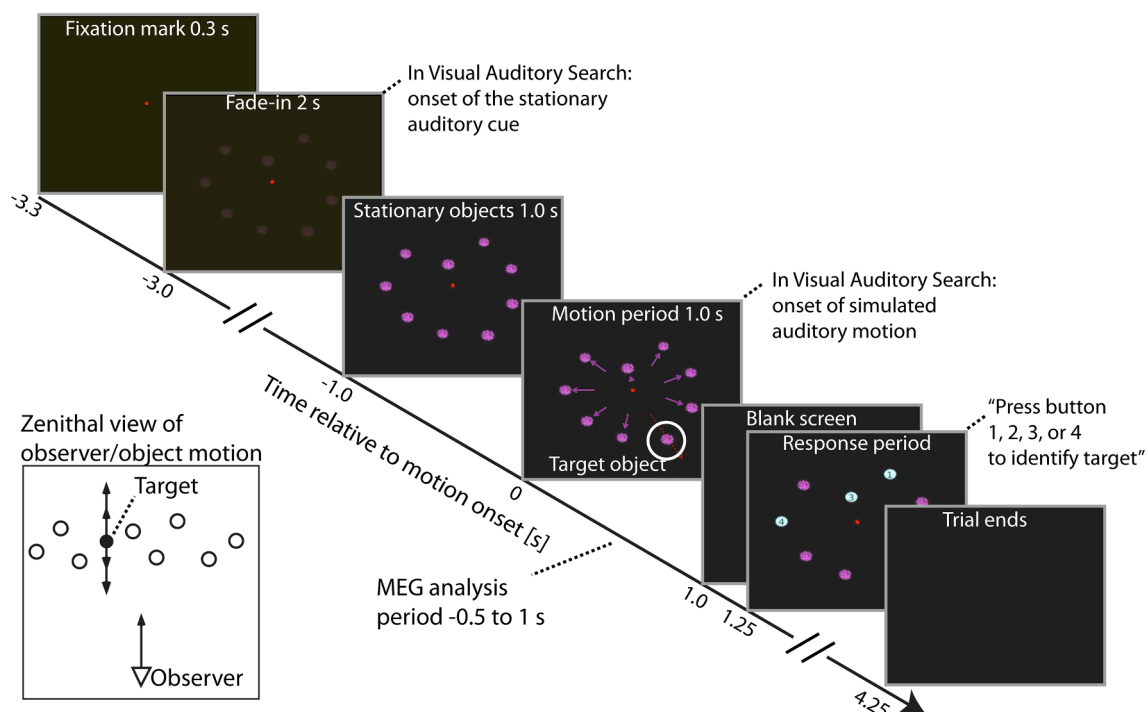 Fixation mark 0.3 s
Fade-in 2 s
In Visual Auditory Search:
onset of the stationary
auditory cue
-3.3
Stationary objects 1.0 s
-3.0
Motion period 1.0 s
In Visual Auditory Search:
onset of simulated
auditory motion
-1.0
Target object
Time relative to motion onset [s]
0
Blank screen
Response period
1
3
4
"Press button
1, 2, 3, or 4
to identify target"
Trial ends
MEG analysis
period -0.5 to 1 s
1.0
1.25
4.25
Zenithal view of
observer/object motion
Target
Observer